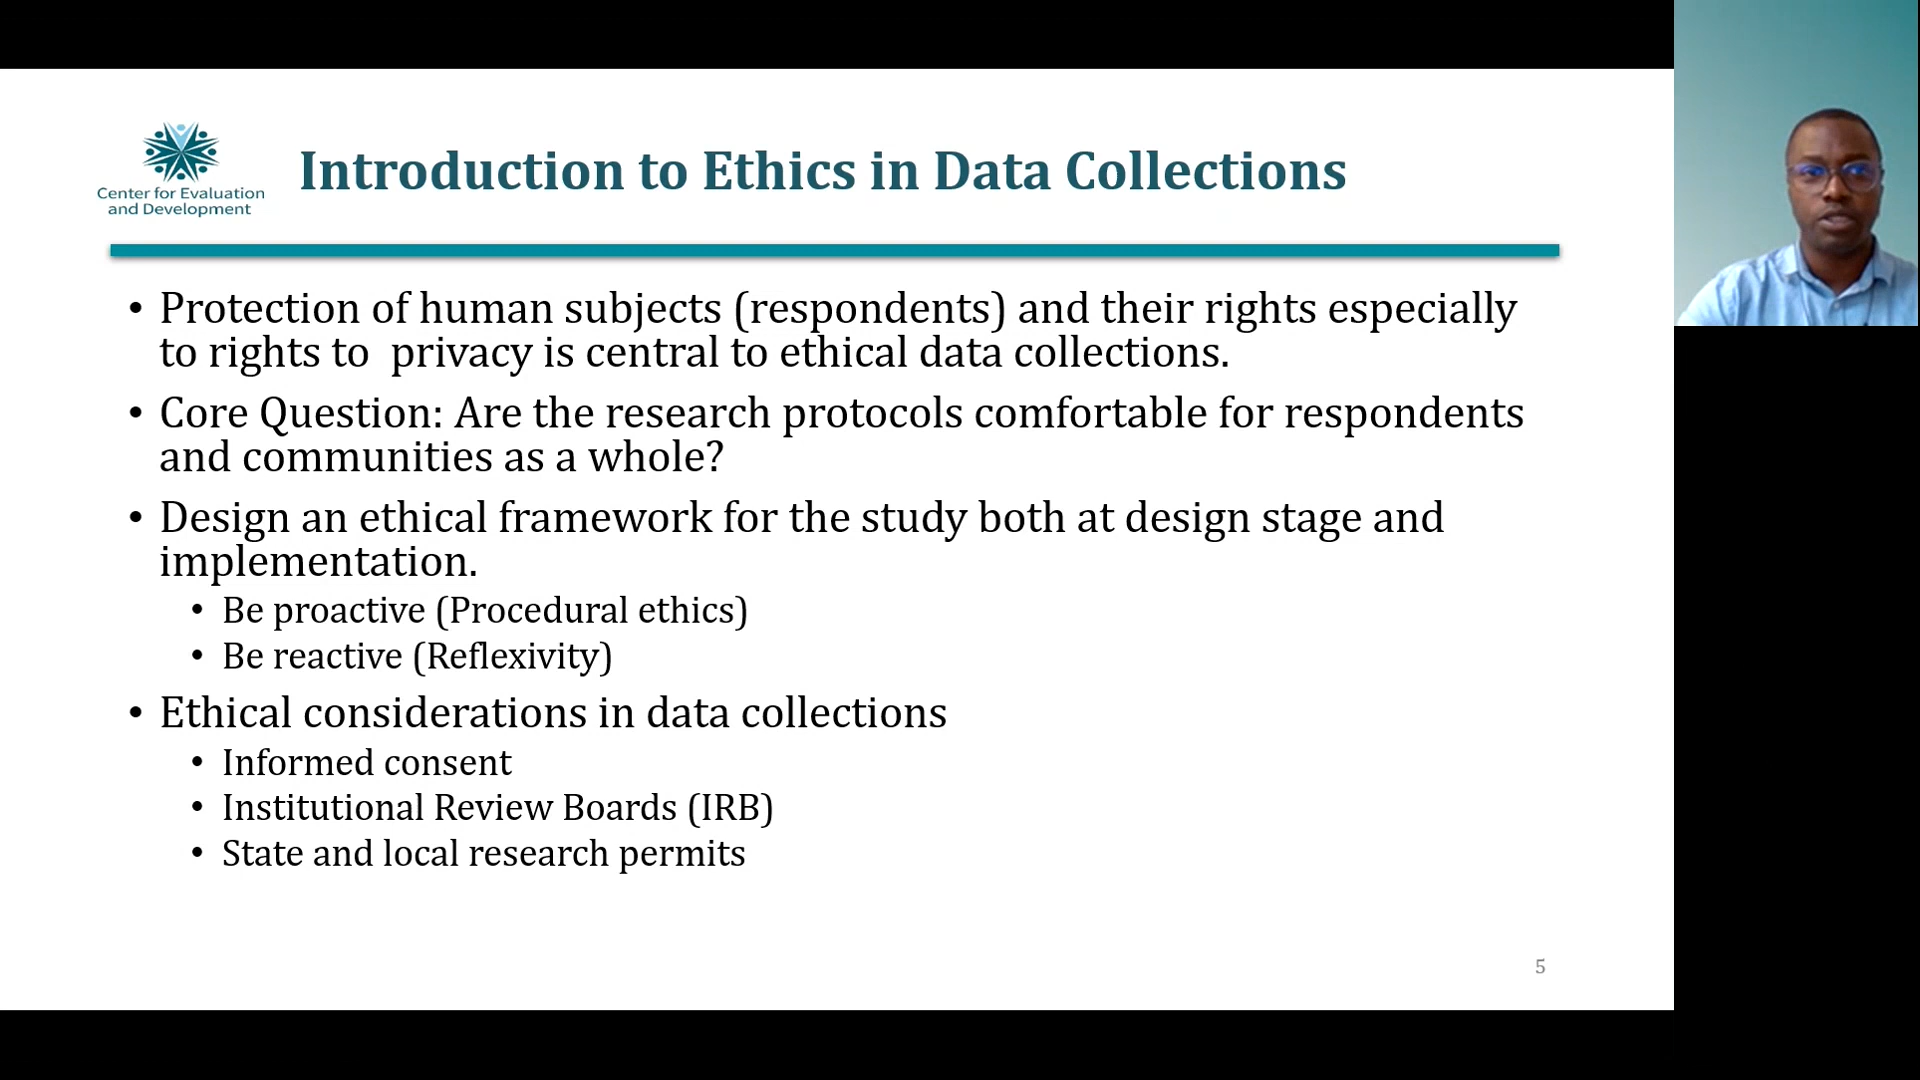 Center for Evaluation
and Development
Introduction to Ethics in Data Collections
• Protection of human subjects (respondents) and their rights especially
to rights to  privacy is central to ethical data collections.
• Core Question: Are the research protocols comfortable for respondents
and communities as a whole?
• Design an ethical framework for the study both at design stage and
implementation.
• Be proactive (Procedural ethics)
• Be reactive (Reflexivity)
• Ethical considerations in data collections
• Informed consent
• Institutional Review Boards (IRB)
• State and local research permits
5